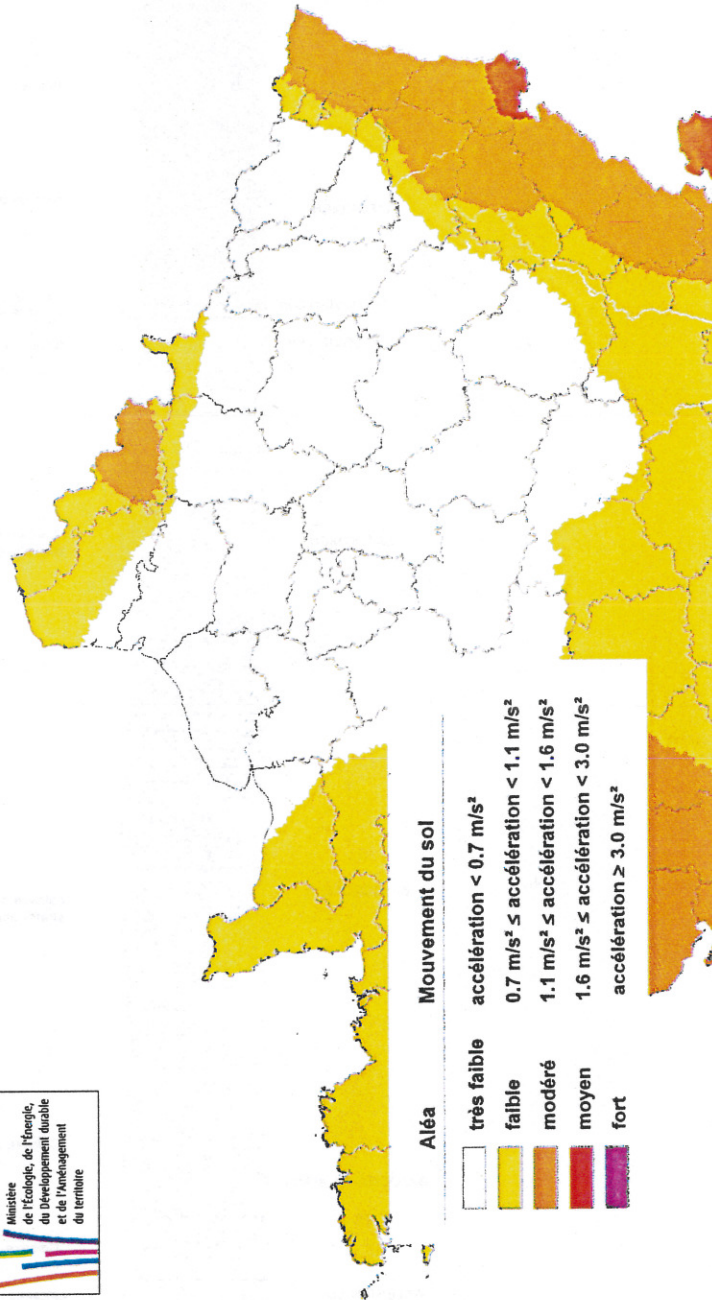 Ministère
de l'Écologie, de l'Énergie,
du Développement durable
et de l'Aménagement
du territoire
Aléa Mouvement du sol
très faible accélération < 0.7 m/s²
faible 0.7 m/s² ≤ accélération < 1.1 m/s²
modéré 1.1 m/s² ≤ accélération < 1.6 m/s²
moyen 1.6 m/s² ≤ accélération < 3.0 m/s²
fort accélération ≥ 3.0 m/s²